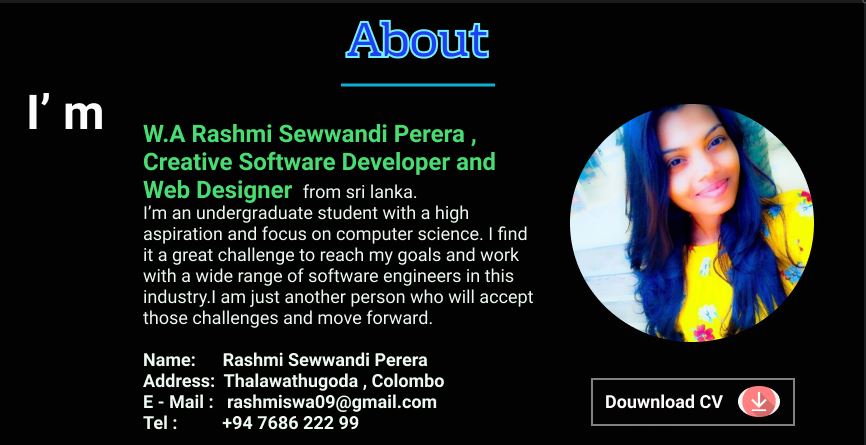 About
I’ m
W.A Rashmi Sewwandi Perera ,
Creative Software Developer and
Web Designer from sri lanka.
I’m an undergraduate student with a high
aspiration and focus on computer science. I find
it a great challenge to reach my goals and work
with a wide range of software engineers in this
industry.I am just another person who will accept
those challenges and move forward.
Name: Rashmi Sewwandi Perera
Address: Thalawathugoda , Colombo
E - Mail : rashmiswa09@gmail.com
Tel : +94 7686 222 99
Douwnload CV